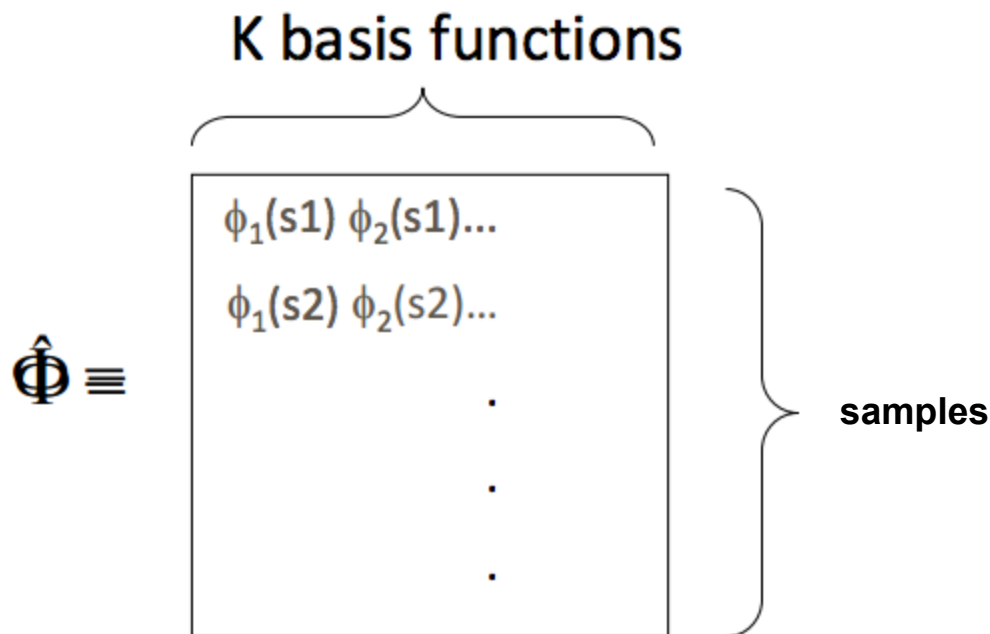 K basis functions
ϕ₁(s1) ϕ₂(s1)...
ϕ₁(s2) ϕ₂(s2)...
Φ̂ ≡
.
samples
.
.